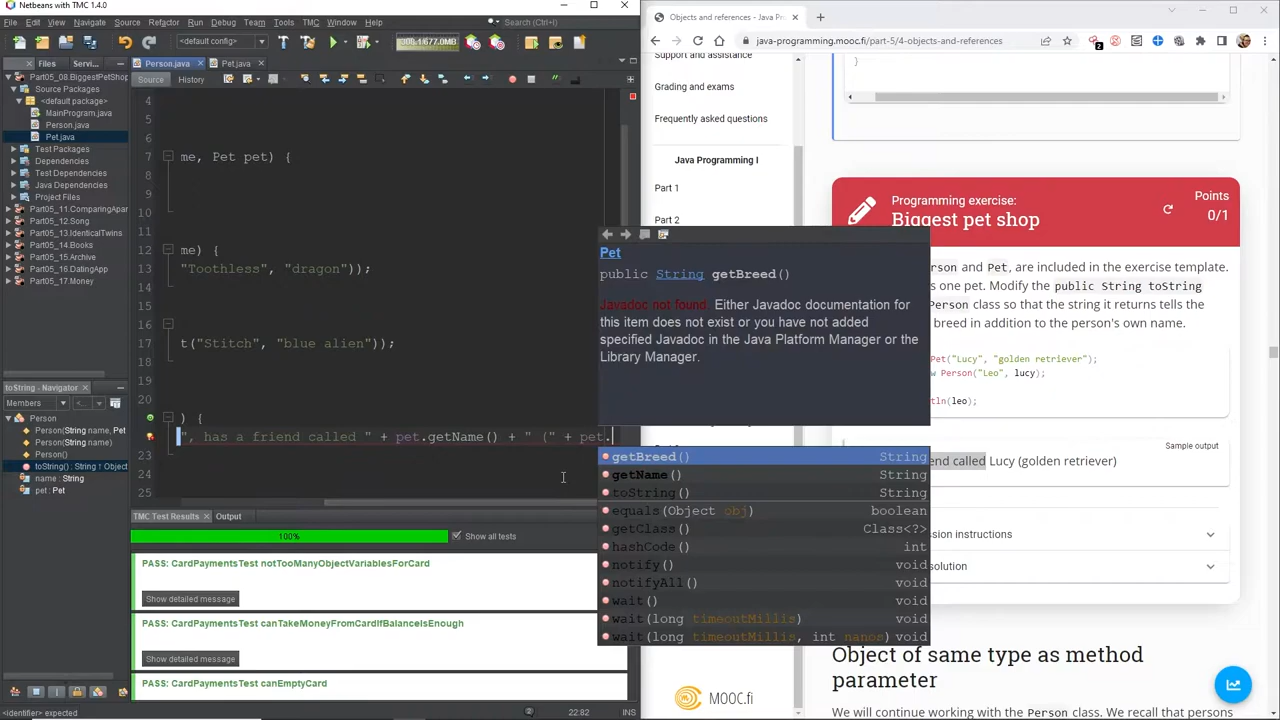 Netbeans with TMC 1.4.0
File Edit View Navigate Source Refactor Run Debug Team Tools TMC Window Help
Search (Ctrl+I)
<default config>
Files Servi...
Part05_08.BiggestPetShop
Source Packages
<default package>
MainProgram.java
Person.java
Pet.java
Test Packages
Dependencies
Test Dependencies
Java Dependencies
Project Files
Part05_11.ComparingApar
Part05_12.Song
Part05_13.IdenticalTwins
Part05_14.Books
Part05_15.Archive
Part05_16.DatingApp
Part05_17.Money
toString - Navigator
Members
<empty>
Person
Person(String name, Pet
Person(String name)
Person()
toString() : String ↑ Object
name : String
pet : Pet
Person.java Pet.java
Source History
4
5
6
7 me, Pet pet) {
8
9
10
11
12 me) {
13 "Toothless", "dragon"));
14
15
16
17 t("Stitch", "blue alien"));
18
19
20
) {
", has a friend called " + pet.getName() + " (" + pet.
23
24
25
Pet
public String getBreed()
Javadoc not found. Either Javadoc documentation for
this item does not exist or you have not added
specified Javadoc in the Java Platform Manager or the
Library Manager.
getBreed() String
getName() String
toString() String
equals(Object obj) boolean
getClass() Class<?>
hashCode() int
notify() void
notifyAll() void
wait() void
wait(long timeoutMillis) void
wait(long timeoutMillis, int nanos) void
TMC Test Results Output
100%
Show all tests
PASS: CardPaymentsTest notTooManyObjectVariablesForCard
Show detailed message
PASS: CardPaymentsTest canTakeMoneyFromCardIfBalanceIsEnough
Show detailed message
PASS: CardPaymentsTest canEmptyCard
<identifier> expected
22:82 INS
Objects and references - Java Pro
java-programming.mooc.fi/part-5/4-objects-and-references
2
Support and assistance
Grading and exams
Frequently asked questions
Java Programming I
Part 1
Part 2
}
Programming exercise:
Biggest pet shop
Points
0/1
rson and Pet, are included in the exercise template.
s one pet. Modify the public String toString
Person class so that the string it returns tells the
breed in addition to the person's own name.
Pet("Lucy", "golden retriever");
w Person("Leo", lucy);
tln(leo);
Sample output
end called Lucy (golden retriever)
ssion instructions
olution
Object of same type as method
parameter
We will continue working with the Person class. We recall that persons
MOOC.fi